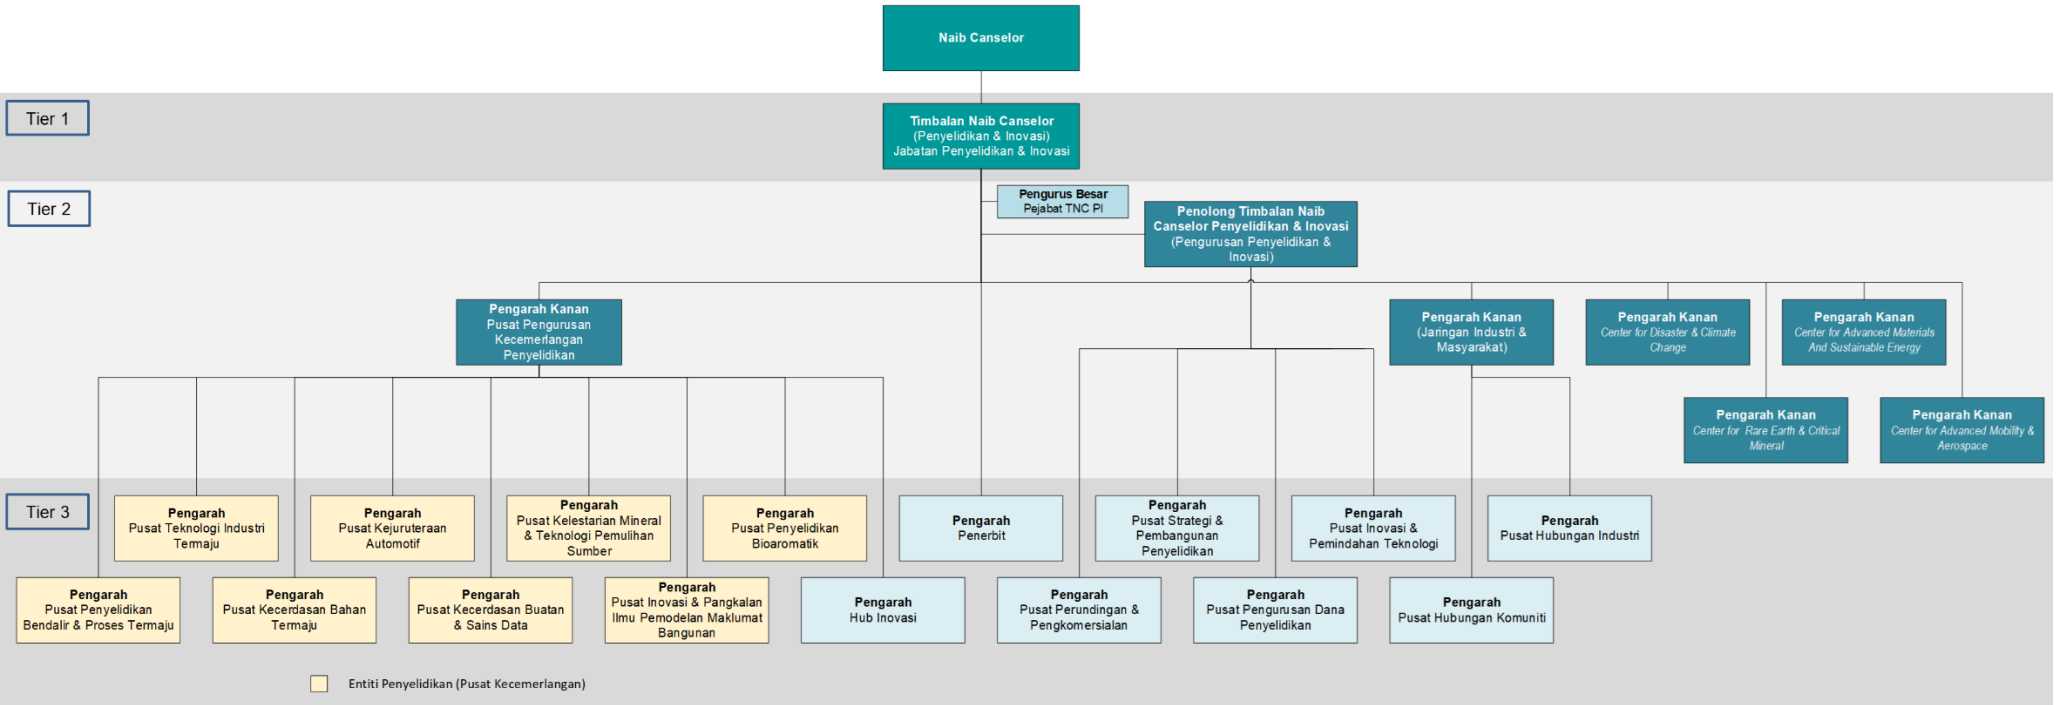 Naib Canselor
Tier 1
Timbalan Naib Canselor
(Penyelidikan & Inovasi)
Jabatan Penyelidikan & Inovasi
Tier 2
Pengurus Besar
Pejabat TNC PI
Penolong Timbalan Naib
Canselor Penyelidikan & Inovasi
(Pengurusan Penyelidikan &
Inovasi)
Pengarah Kanan
Pusat Pengurusan
Kecemerlangan
Penyelidikan
Pengarah Kanan
(Jaringan Industri &
Masyarakat)
Pengarah Kanan
Center for Disaster & Climate
Change
Pengarah Kanan
Center for Advanced Materials
And Sustainable Energy
Pengarah Kanan
Center for Rare Earth & Critical
Mineral
Pengarah Kanan
Center for Advanced Mobility &
Aerospace
Tier 3
Pengarah
Pusat Teknologi Industri
Termaju
Pengarah
Pusat Kejuruteraan
Automotif
Pengarah
Pusat Kelestarian Mineral
& Teknologi Pemulihan
Sumber
Pengarah
Pusat Penyelidikan
Bioaromatik
Pengarah
Penerbit
Pengarah
Pusat Strategi &
Pembangunan
Penyelidikan
Pengarah
Pusat Inovasi &
Pemindahan Teknologi
Pengarah
Pusat Hubungan Industri
Pengarah
Pusat Penyelidikan
Bendalir & Proses Termaju
Pengarah
Pusat Kecerdasan Bahan
Termaju
Pengarah
Pusat Kecerdasan Buatan
& Sains Data
Pengarah
Pusat Inovasi & Pangkalan
Ilmu Pemodelan Maklumat
Bangunan
Pengarah
Hub Inovasi
Pengarah
Pusat Perundingan &
Pengkomersialan
Pengarah
Pusat Pengurusan Dana
Penyelidikan
Pengarah
Pusat Hubungan Komuniti
Entiti Penyelidikan (Pusat Kecemerlangan)